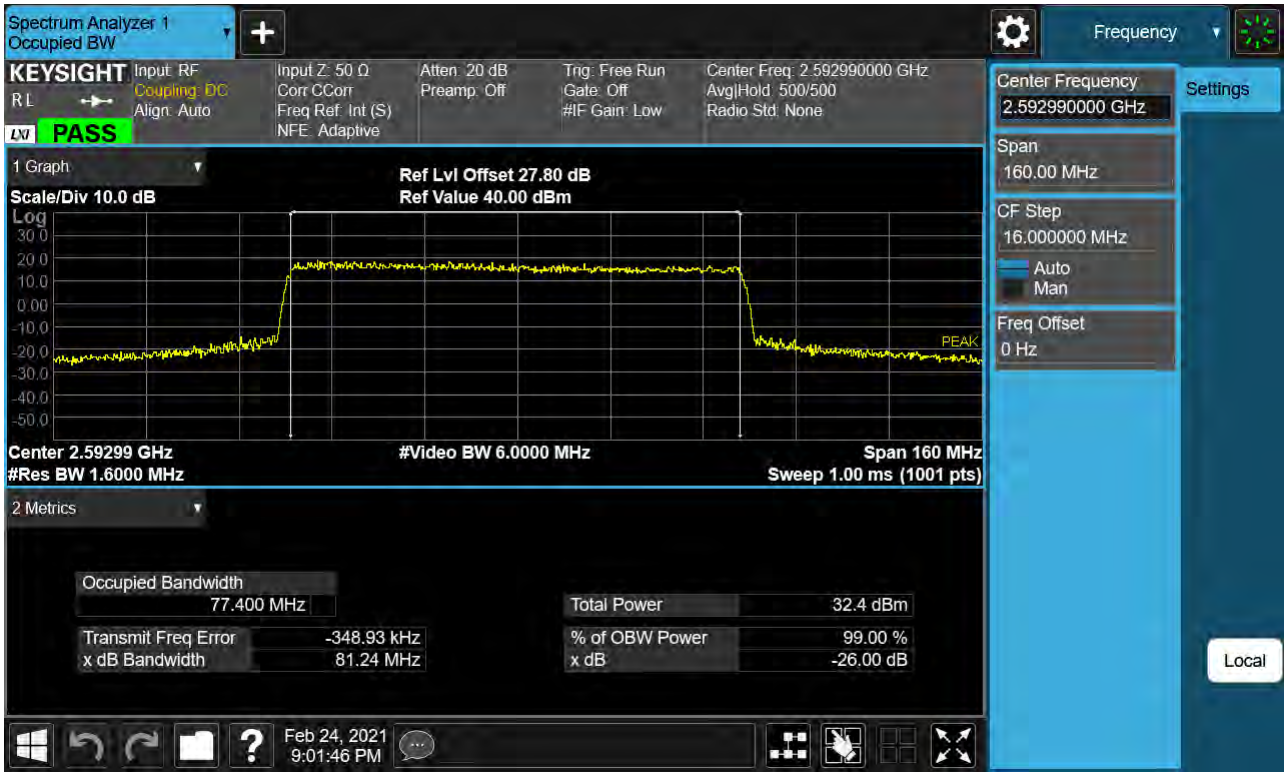 Spectrum Analyzer 1
Occupied BW
Frequency
KEYSIGHT
RL
LXI
PASS
Input: RF
Coupling: DC
Align: Auto
Input Z: 50 Ω
Corr CCorr
Freq Ref: Int (S)
NFE: Adaptive
Atten: 20 dB
Preamp: Off
Trig: Free Run
Gate: Off
#IF Gain: Low
Center Freq: 2.592990000 GHz
Avg|Hold: 500/500
Radio Std: None
Center Frequency
2.592990000 GHz
Settings
Span
160.00 MHz
CF Step
16.000000 MHz
Auto
Man
Freq Offset
0 Hz
Local
1 Graph
Scale/Div 10.0 dB
Ref Lvl Offset 27.80 dB
Ref Value 40.00 dBm
Log
30.0
20.0
10.0
0.00
-10.0
-20.0
-30.0
-40.0
-50.0
PEAK
Center 2.59299 GHz
#Video BW 6.0000 MHz
Span 160 MHz
#Res BW 1.6000 MHz
Sweep 1.00 ms (1001 pts)
2 Metrics
Occupied Bandwidth
77.400 MHz
Total Power
32.4 dBm
Transmit Freq Error
-348.93 kHz
% of OBW Power
99.00 %
x dB Bandwidth
81.24 MHz
x dB
-26.00 dB
Feb 24, 2021
9:01:46 PM